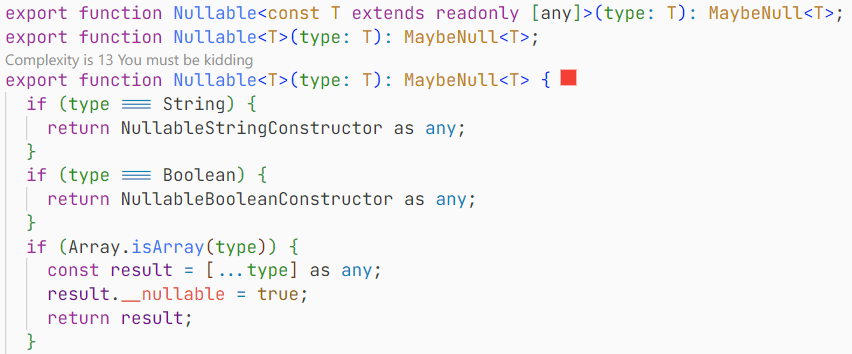 export function Nullable<const T extends readonly [any]>(type: T): MaybeNull<T>;
export function Nullable<T>(type: T): MaybeNull<T>;
Complexity is 13 You must be kidding
export function Nullable<T>(type: T): MaybeNull<T> {
  if (type === String) {
    return NullableStringConstructor as any;
  }
  if (type === Boolean) {
    return NullableBooleanConstructor as any;
  }
  if (Array.isArray(type)) {
    const result = [...type] as any;
    result.__nullable = true;
    return result;
  }